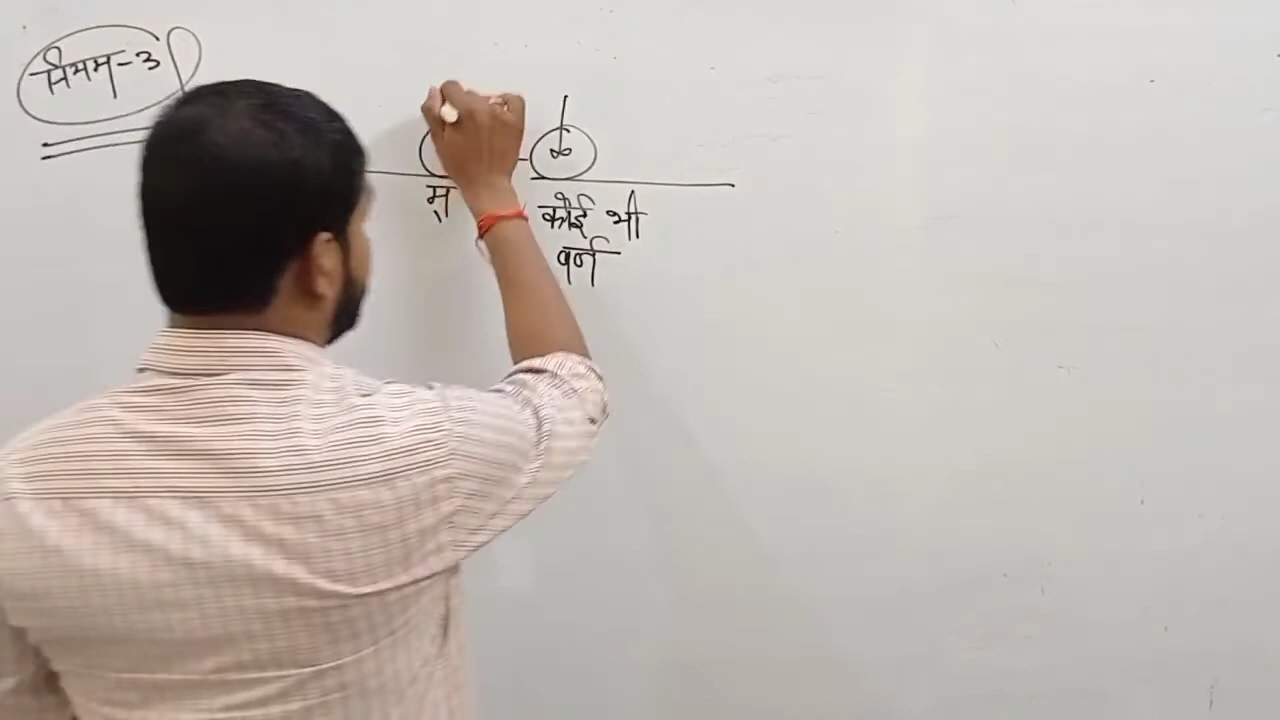 नियम-3
म्
कोई भी
वर्ण